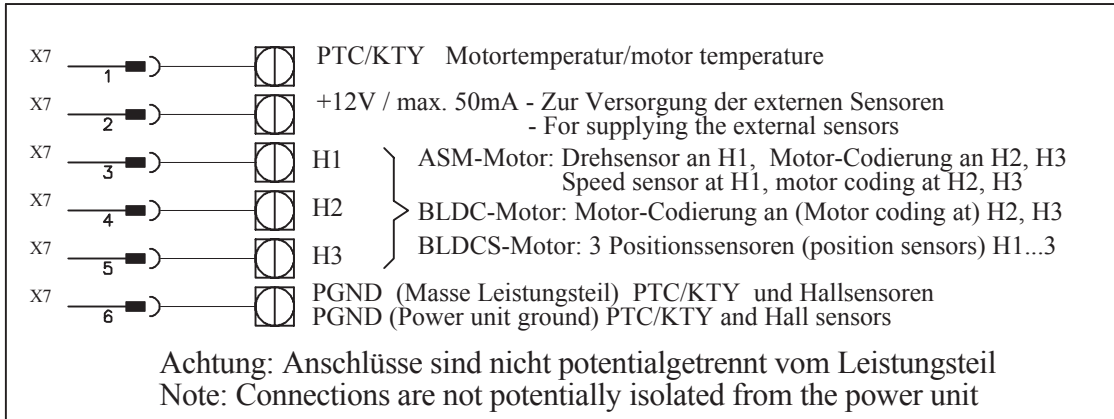 X7 1 PTC/KTY Motortemperatur/motor temperature
X7 2 +12V / max. 50mA - Zur Versorgung der externen Sensoren
- For supplying the external sensors
X7 3 H1 ASM-Motor: Drehsensor an H1, Motor-Codierung an H2, H3
Speed sensor at H1, motor coding at H2, H3
X7 4 H2 BLDC-Motor: Motor-Codierung an (Motor coding at) H2, H3
X7 5 H3 BLDCS-Motor: 3 Positionssensoren (position sensors) H1...3
X7 6 PGND (Masse Leistungsteil) PTC/KTY und Hallsensoren
PGND (Power unit ground) PTC/KTY and Hall sensors
Achtung: Anschlüsse sind nicht potentialgetrennt vom Leistungsteil
Note: Connections are not potentially isolated from the power unit